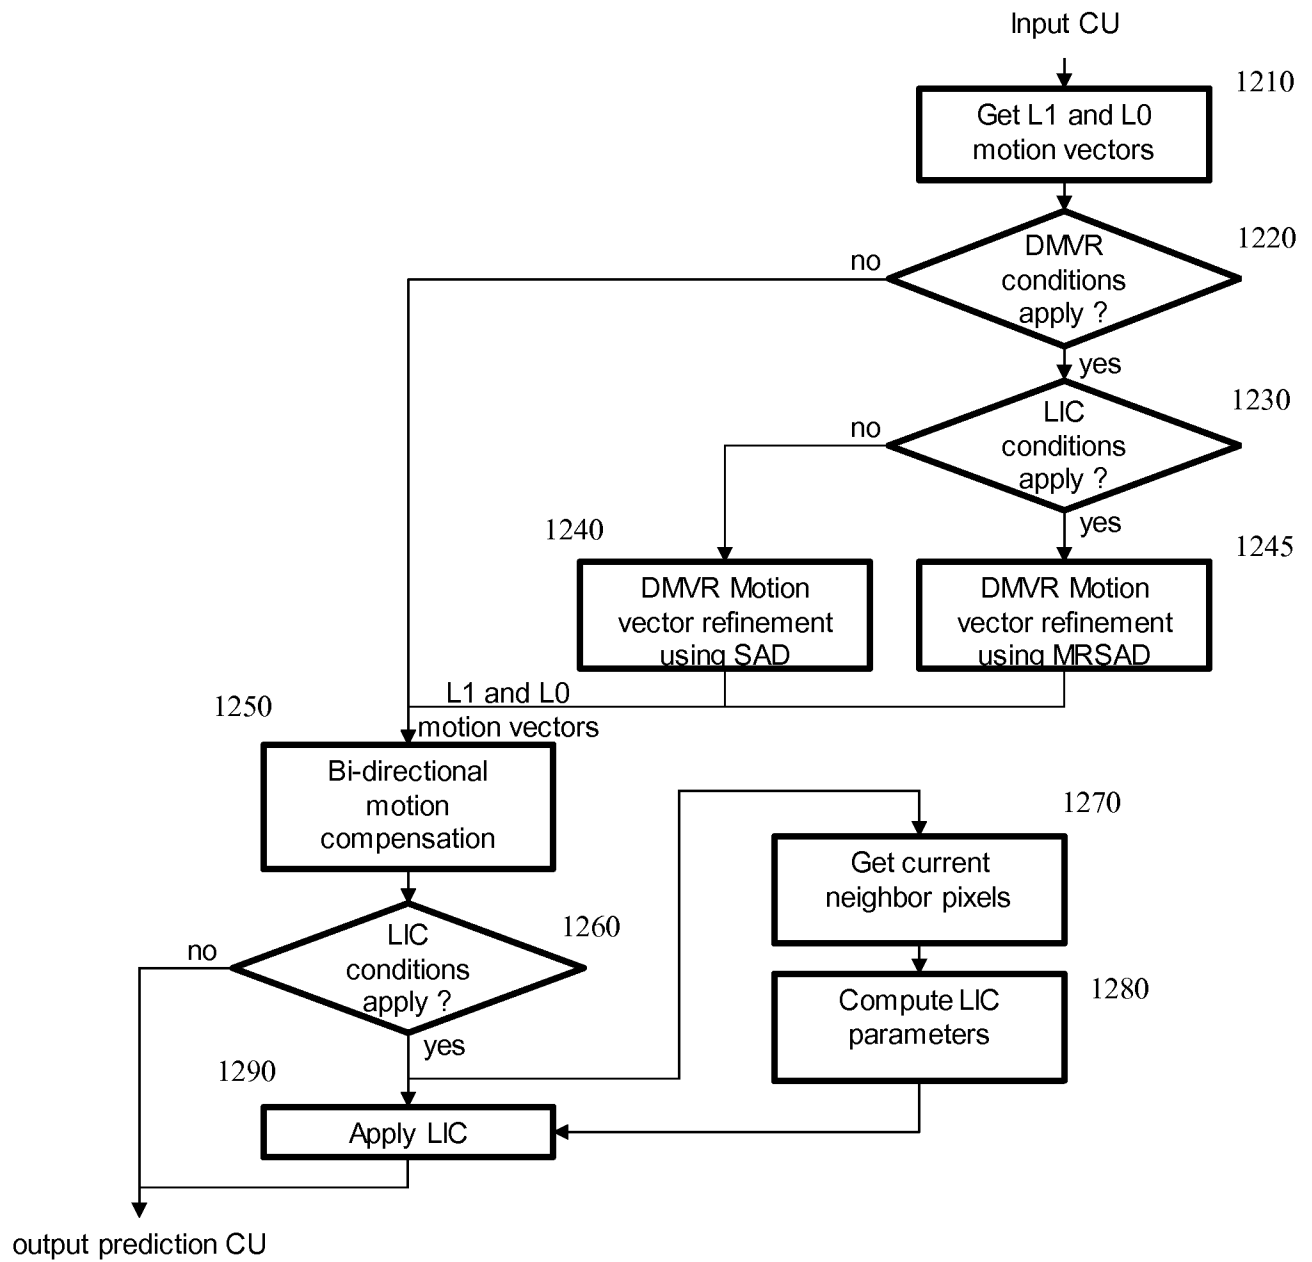 Input CU
1210
Get L1 and L0
motion vectors
1220
DMVR
conditions
apply ?
no
yes
1230
LIC
conditions
apply ?
no
yes
1240
1245
DMVR Motion
vector refinement
using SAD
DMVR Motion
vector refinement
using MRSAD
L1 and L0
motion vectors
1250
Bi-directional
motion
compensation
1270
Get current
neighbor pixels
1260
LIC
conditions
apply ?
no
yes
1280
Compute LIC
parameters
1290
Apply LIC
output prediction CU